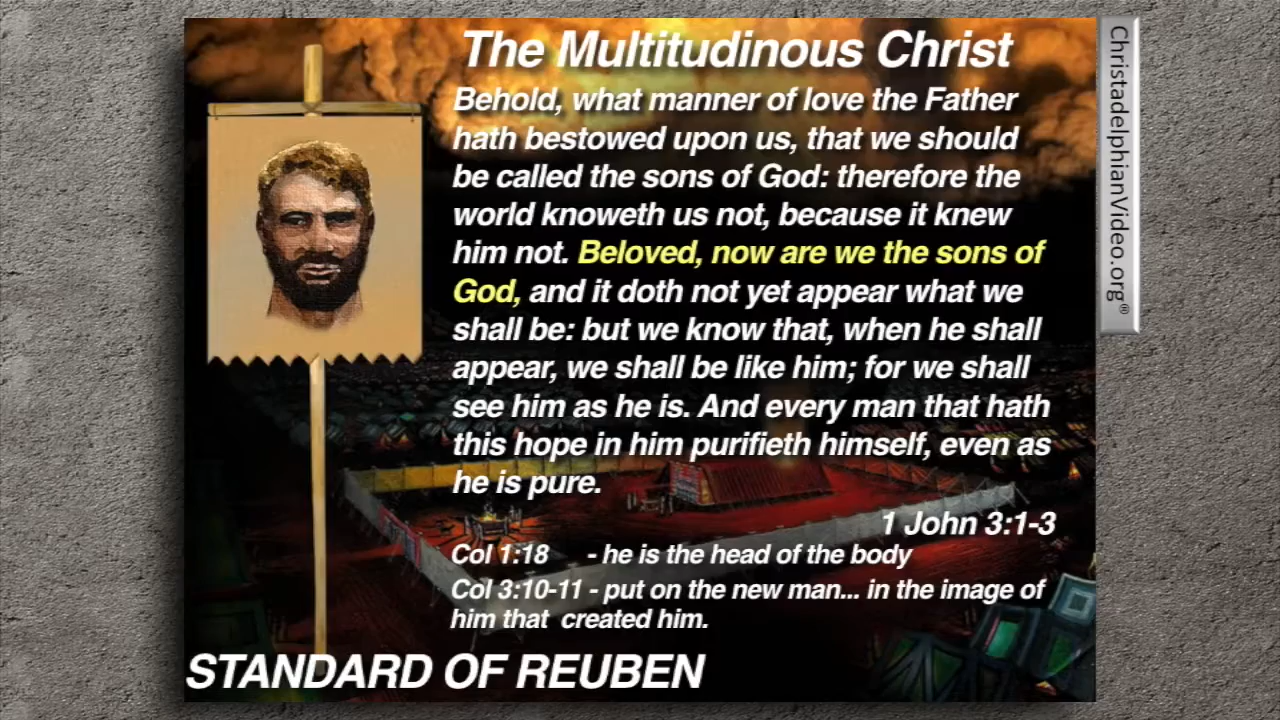 The Multitudinous Christ
Behold, what manner of love the Father
hath bestowed upon us, that we should
be called the sons of God: therefore the
world knoweth us not, because it knew
him not. Beloved, now are we the sons of
God, and it doth not yet appear what we
shall be: but we know that, when he shall
appear, we shall be like him; for we shall
see him as he is. And every man that hath
this hope in him purifieth himself, even as
he is pure.
1 John 3:1-3
Col 1:18 - he is the head of the body
Col 3:10-11 - put on the new man... in the image of
him that created him.
STANDARD OF REUBEN
ChristadelphianVideo.org®